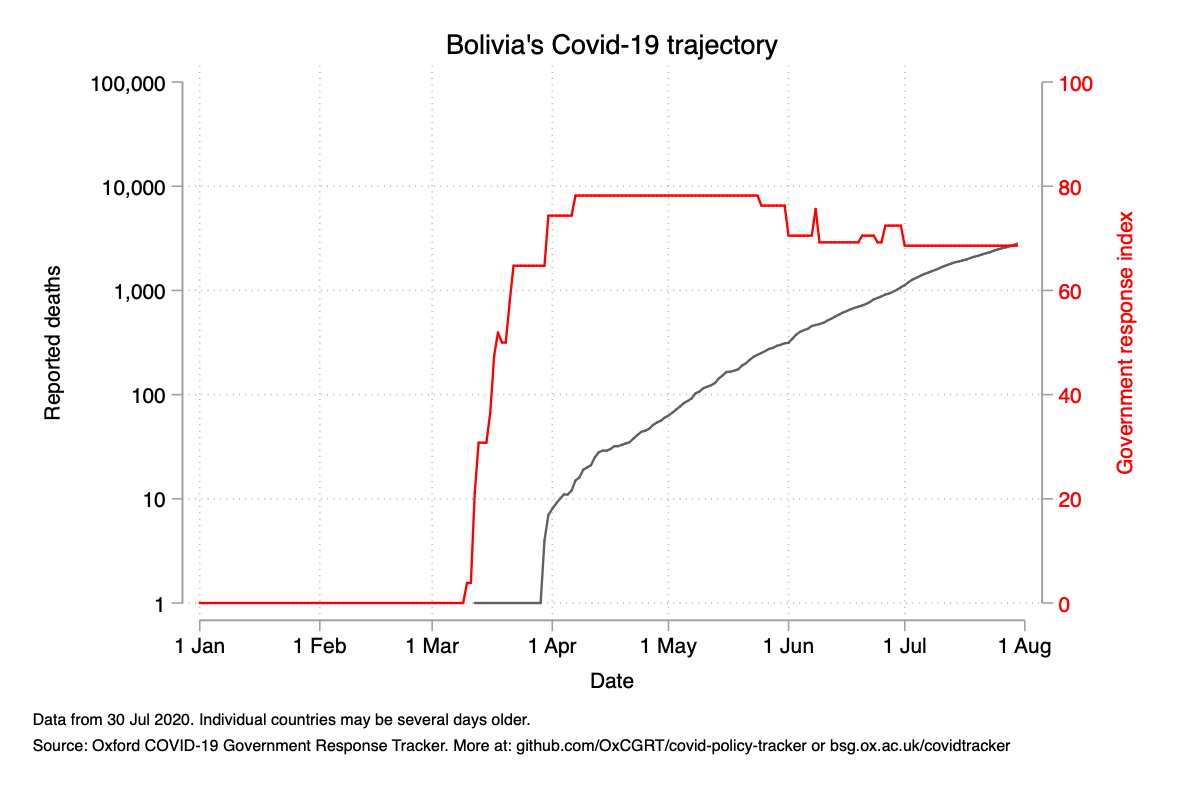 Bolivia's Covid-19 trajectory
100,000
10,000
1,000
100
10
1
Reported deaths
100
80
60
40
20
0
Government response index
1 Jan 1 Feb 1 Mar 1 Apr 1 May 1 Jun 1 Jul 1 Aug
Date
Data from 30 Jul 2020. Individual countries may be several days older.
Source: Oxford COVID-19 Government Response Tracker. More at: github.com/OxCGRT/covid-policy-tracker or bsg.ox.ac.uk/covidtracker